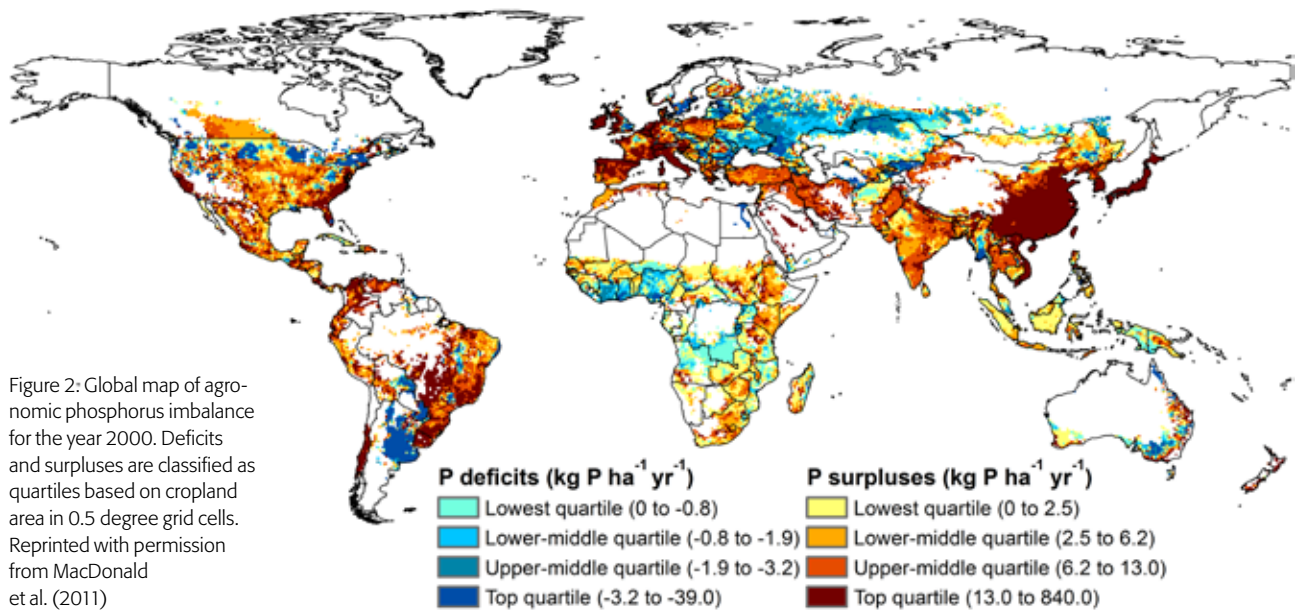 Figure 2: Global map of agro-
nomic phosphorus imbalance
for the year 2000. Deficits
and surpluses are classified as
quartiles based on cropland
area in 0.5 degree grid cells.
Reprinted with permission
from MacDonald
et al. (2011)
P deficits (kg P ha⁻¹ yr⁻¹)
Lowest quartile (0 to -0.8)
Lower-middle quartile (-0.8 to -1.9)
Upper-middle quartile (-1.9 to -3.2)
Top quartile (-3.2 to -39.0)
P surpluses (kg P ha⁻¹ yr⁻¹)
Lowest quartile (0 to 2.5)
Lower-middle quartile (2.5 to 6.2)
Upper-middle quartile (6.2 to 13.0)
Top quartile (13.0 to 840.0)